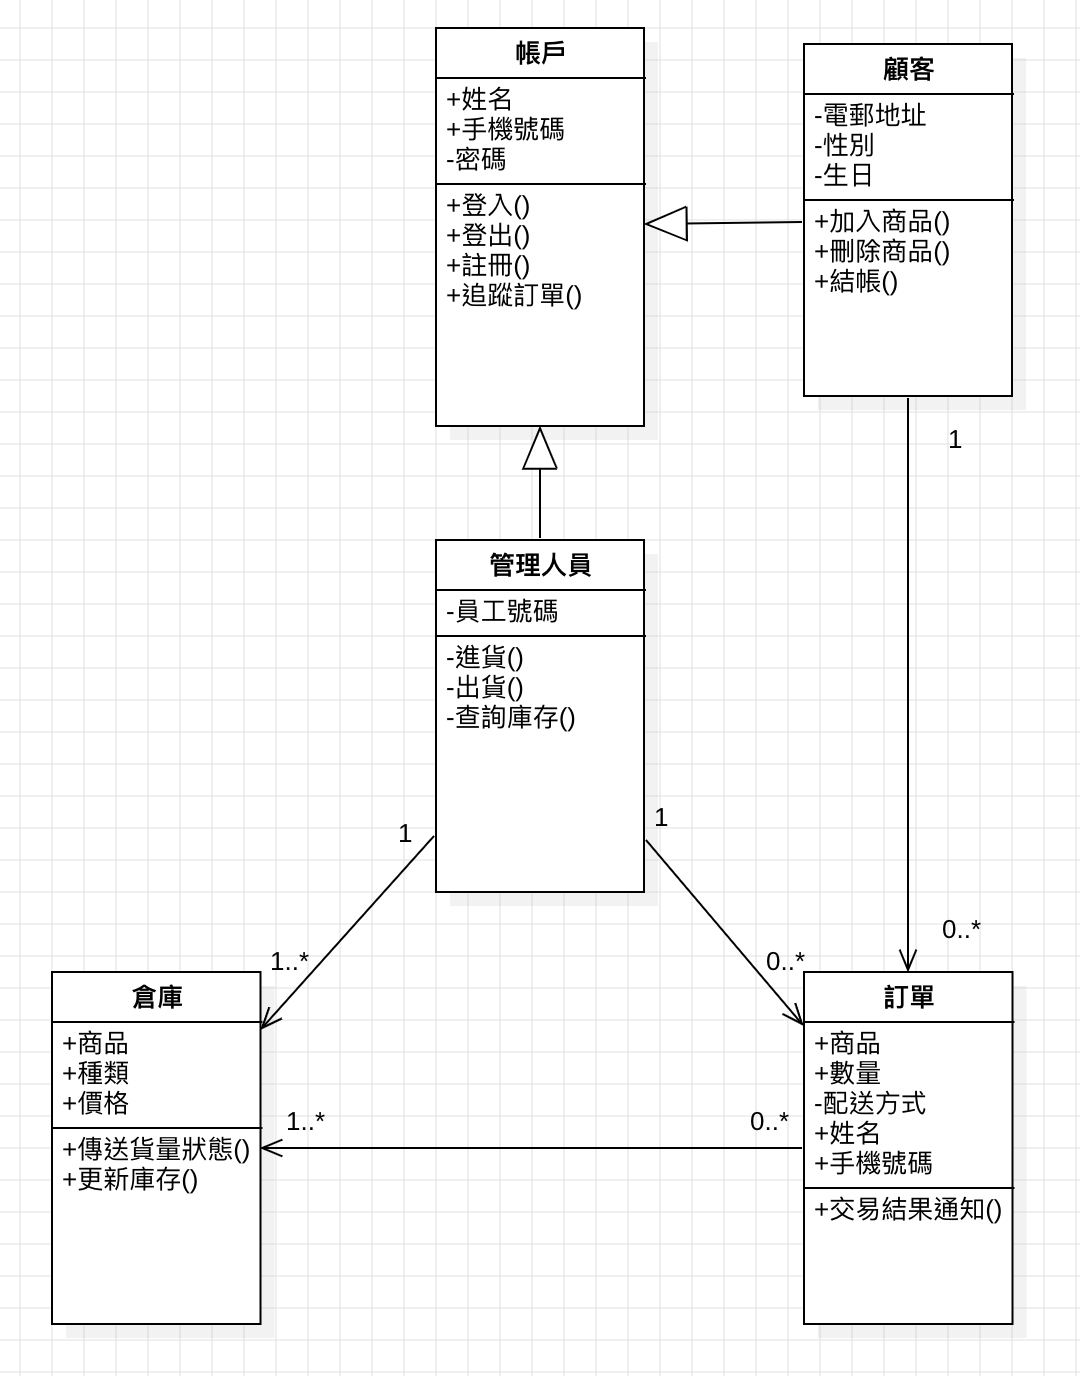 帳戶
+姓名
+手機號碼
-密碼
+登入()
+登出()
+註冊()
+追蹤訂單()
顧客
-電郵地址
-性別
-生日
+加入商品()
+刪除商品()
+結帳()
1
0..*
管理人員
-員工號碼
-進貨()
-出貨()
-查詢庫存()
1
1..*
1
0..*
倉庫
+商品
+種類
+價格
+傳送貨量狀態()
+更新庫存()
1..*
0..*
訂單
+商品
+數量
-配送方式
+姓名
+手機號碼
+交易結果通知()